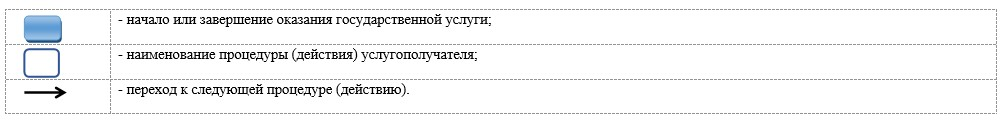 - начало или завершение оказания государственной услуги;
- наименование процедуры (действия) услугополучателя;
- переход к следующей процедуре (действию).